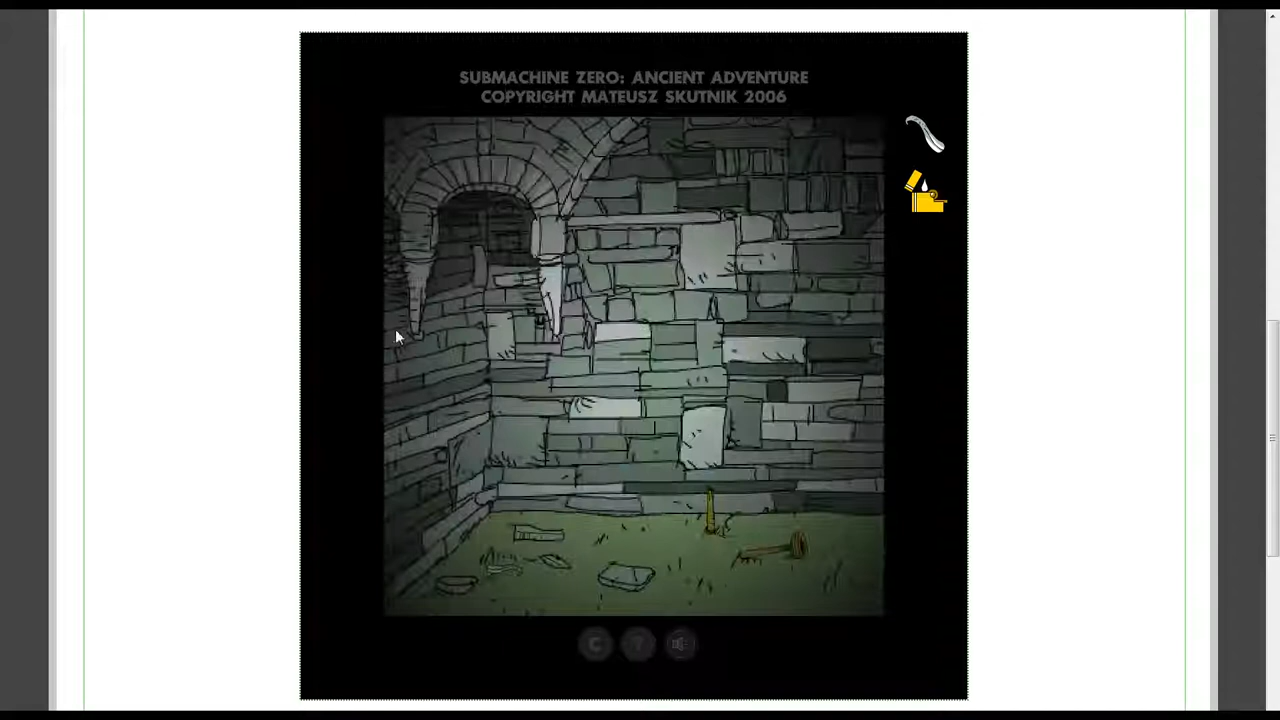 SUBMACHINE ZERO: ANCIENT ADVENTURE
COPYRIGHT MATEUSZ SKUTNIK 2006
C ?